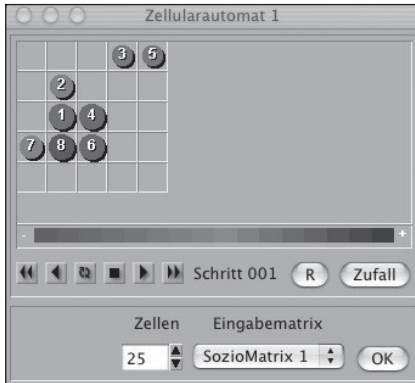 Zellularautomat 1
3 5
2
1 4
7 8 6
- +
Schritt 001 R Zufall
Zellen Eingabematrix
25 SozioMatrix 1 OK